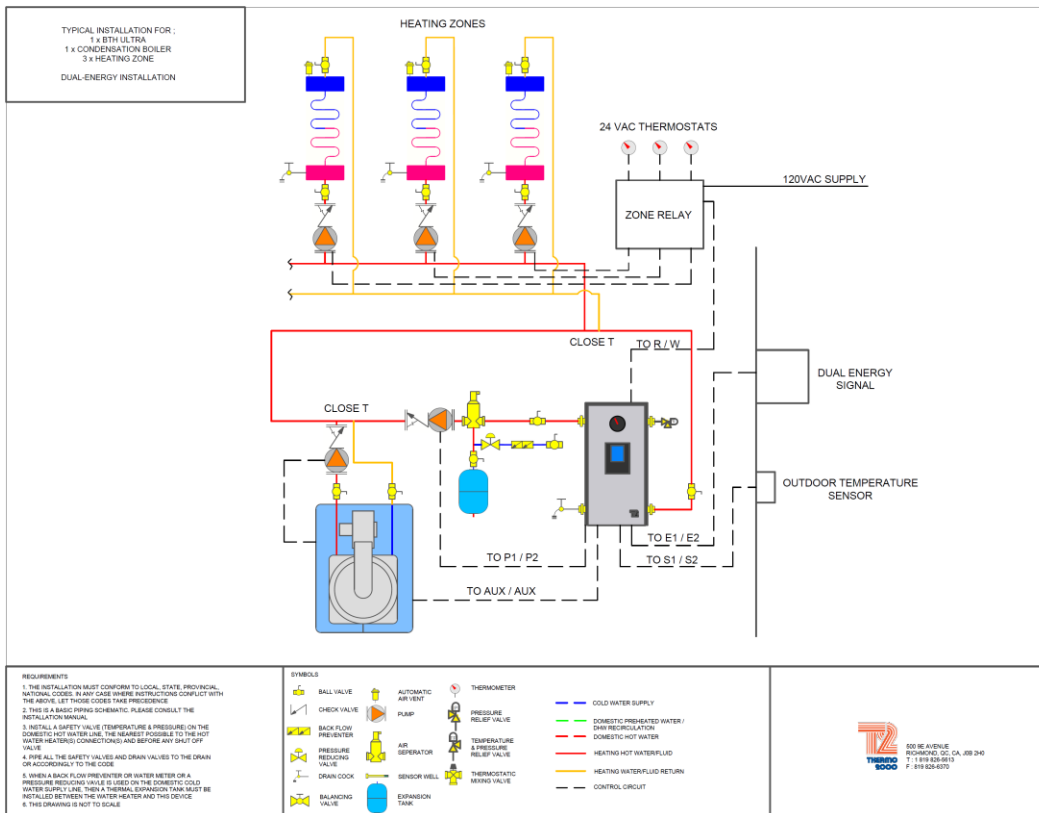 TYPICAL INSTALLATION FOR ;
1 x BTH ULTRA
1 x CONDENSATION BOILER
3 x HEATING ZONE
DUAL-ENERGY INSTALLATION
HEATING ZONES
24 VAC THERMOSTATS
120VAC SUPPLY
ZONE RELAY
CLOSE T
TO R / W
DUAL ENERGY
SIGNAL
CLOSE T
OUTDOOR TEMPERATURE
SENSOR
T2
TO E1 / E2
TO P1 / P2
TO S1 / S2
TO AUX / AUX
REQUIREMENTS
1. THE INSTALLATION MUST CONFORM TO LOCAL, STATE, PROVINCIAL,
NATIONAL CODES. IN ANY CASE WHERE INSTRUCTIONS CONFLICT WITH
THE ABOVE, LET THOSE CODES TAKE PRECEDENCE
2. THIS IS A BASIC PIPING SCHEMATIC. PLEASE CONSULT THE
INSTALLATION MANUAL
3. INSTALL A SAFETY VALVE (TEMPERATURE & PRESSURE) ON THE
DOMESTIC HOT WATER LINE, THE NEAREST POSSIBLE TO THE HOT
WATER HEATER(S) CONNECTION(S) AND BEFORE ANY SHUT OFF
VALVE
4. PIPE ALL THE SAFETY VALVES AND DRAIN VALVES TO THE DRAIN
OR ACCORDINGLY TO THE CODE
5. WHEN A BACK FLOW PREVENTER OR WATER METER OR A
PRESSURE REDUCING VAVLE IS USED ON THE DOMESTIC COLD
WATER SUPPLY LINE, THEN A THERMAL EXPANSION TANK MUST BE
INSTALLED BETWEEN THE WATER HEATER AND THIS DEVICE
6. THIS DRAWING IS NOT TO SCALE
SYMBOLS
BALL VALVE
CHECK VALVE
BACK FLOW
PREVENTER
PRESSURE
REDUCING
VALVE
DRAIN COOK
BALANCING
VALVE
AUTOMATIC
AIR VENT
PUMP
AIR
SEPERATOR
SENSOR WELL
EXPANSION
TANK
THERMOMETER
PRESSURE
RELIEF VALVE
TEMPERATURE
& PRESSURE
RELIEF VALVE
THERMOSTATIC
MIXING VALVE
COLD WATER SUPPLY
DOMESTIC PREHEATED WATER /
DHW RECIRCULATION
DOMESTIC HOT WATER
HEATING HOT WATER/FLUID
HEATING WATER/FLUID RETURN
CONTROL CIRCUIT
T2
THERMO
2000
500 9E AVENUE
RICHMOND, QC, CA, J0B 2H0
T : 1 819 826-5613
F : 819 826-6370